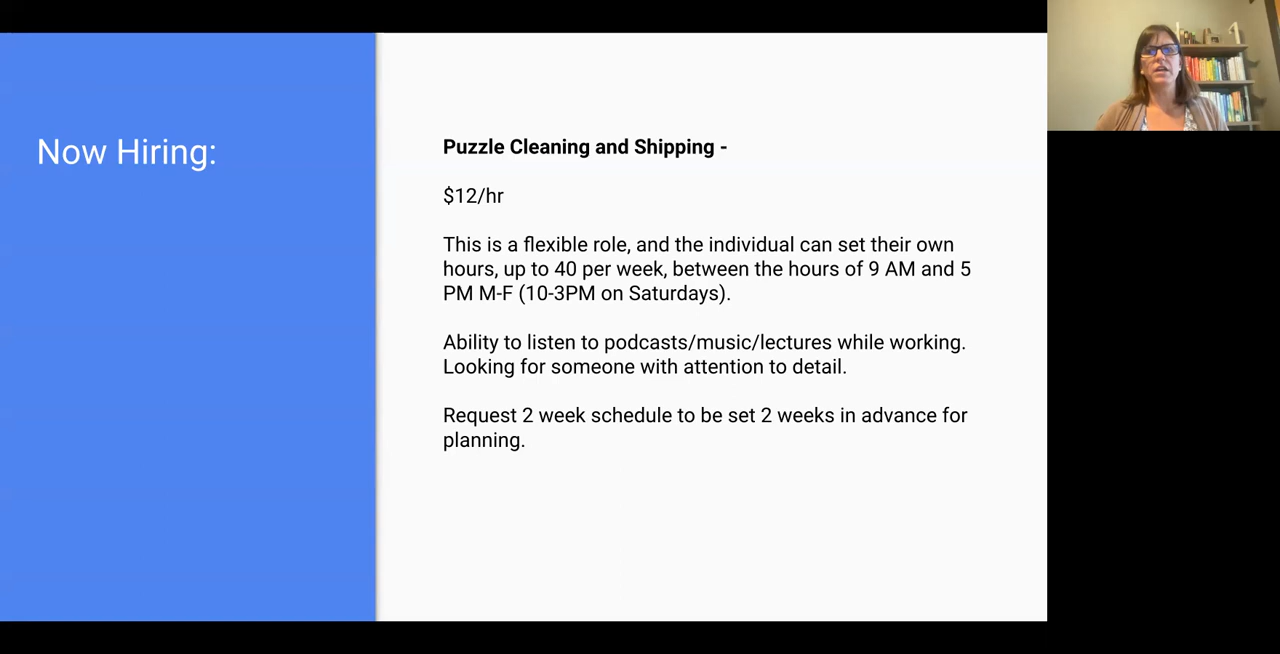 Now Hiring:
Puzzle Cleaning and Shipping -
$12/hr
This is a flexible role, and the individual can set their own
hours, up to 40 per week, between the hours of 9 AM and 5
PM M-F (10-3PM on Saturdays).
Ability to listen to podcasts/music/lectures while working.
Looking for someone with attention to detail.
Request 2 week schedule to be set 2 weeks in advance for
planning.